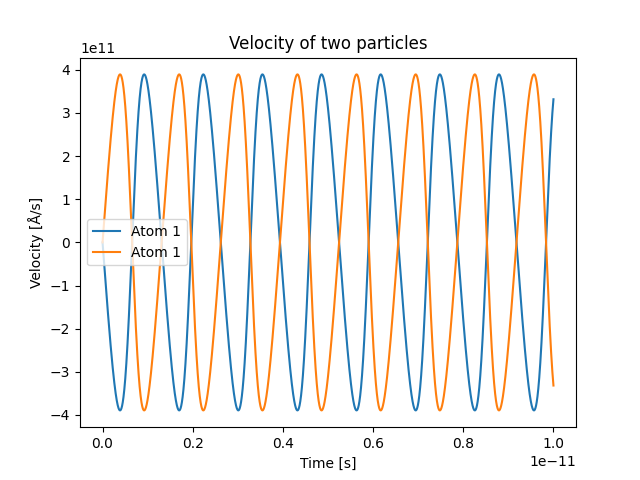 Velocity of two particles
1e11
4
3
2
1
0
−1
−2
−3
−4
Velocity [Å/s]
Atom 1
Atom 1
0.0 0.2 0.4 0.6 0.8 1.0
Time [s]
1e−11